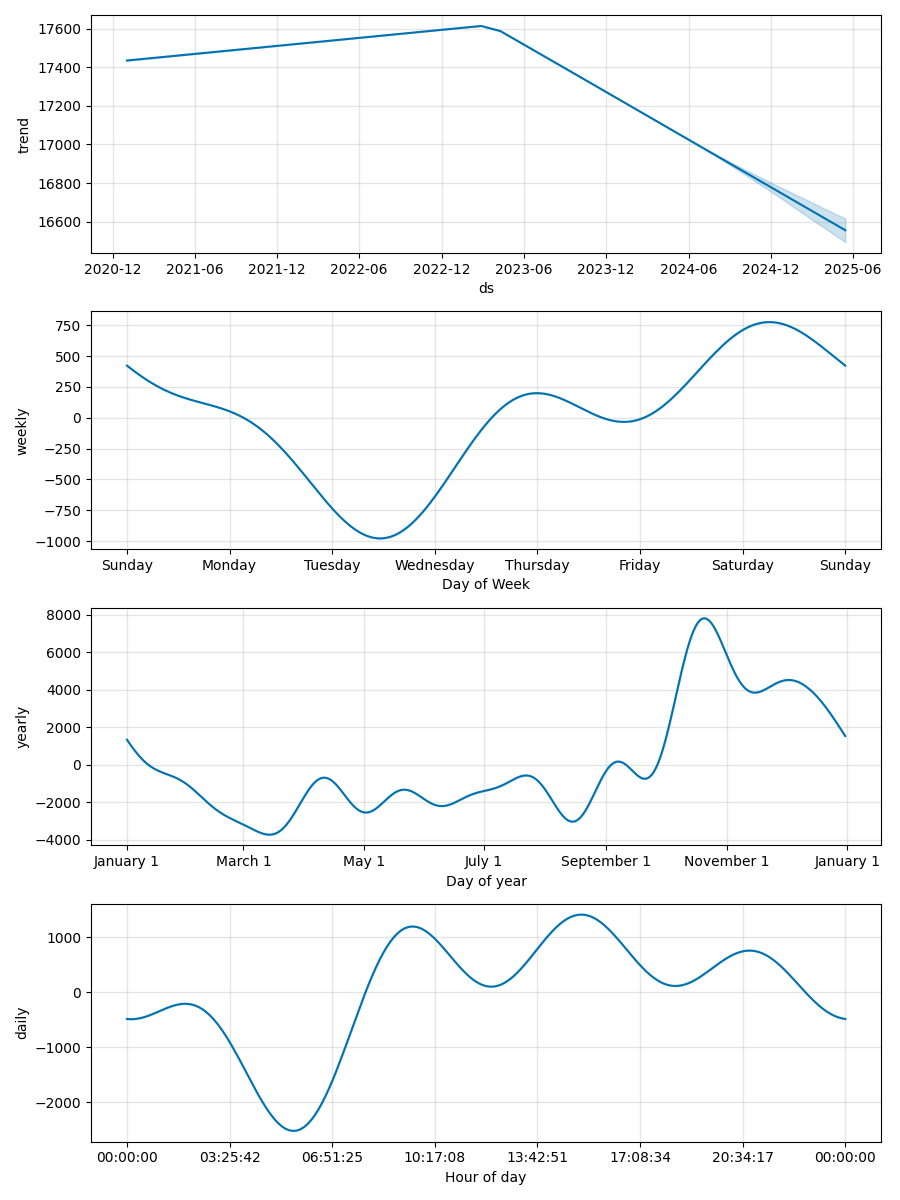 17600
17400
17200
17000
16800
16600
trend
2020-12 2021-06 2021-12 2022-06 2022-12 2023-06 2023-12 2024-06 2024-12 2025-06
ds
750
500
250
0
−250
−500
−750
−1000
weekly
Sunday Monday Tuesday Wednesday Thursday Friday Saturday Sunday
Day of Week
8000
6000
4000
2000
0
−2000
−4000
yearly
January 1 March 1 May 1 July 1 September 1 November 1 January 1
Day of year
1000
0
−1000
−2000
daily
00:00:00 03:25:42 06:51:25 10:17:08 13:42:51 17:08:34 20:34:17 00:00:00
Hour of day